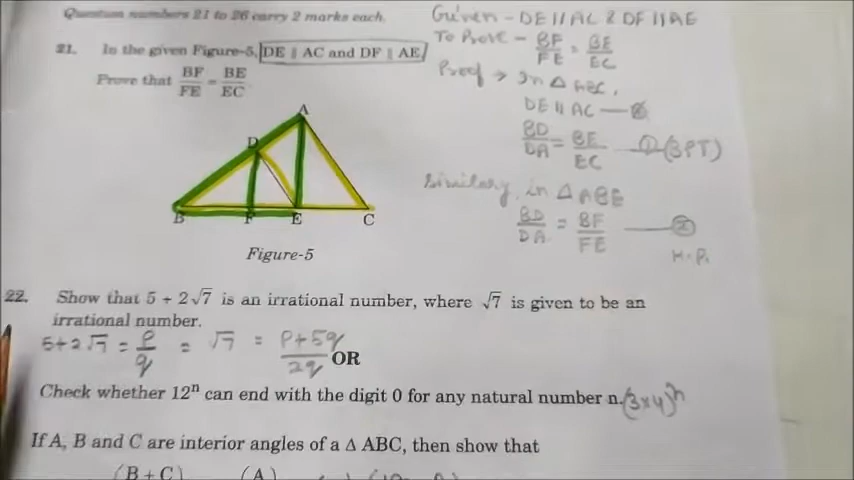 Question numbers 21 to 26 carry 2 marks each.
21. In the given Figure-5, DE ∥ AC and DF ∥ AE.
Prove that BF/FE = BE/EC
A
D
B F E C
Figure-5
Given - DE || AC & DF || AE
To Prove - BF/FE = BE/EC
Proof → In △ ABC,
DE || AC —
BD/DA = BE/EC — ① (BPT)
Similary, in △ ABE
BD/DA = BF/FE — ②
H.P.
22. Show that 5 + 2√7 is an irrational number, where √7 is given to be an
irrational number.
5+2√7 = p/q = √7 = p+5q/2q
OR
Check whether 12ⁿ can end with the digit 0 for any natural number n. (3×4)ⁿ
If A, B and C are interior angles of a Δ ABC, then show that
(B + C) (A)